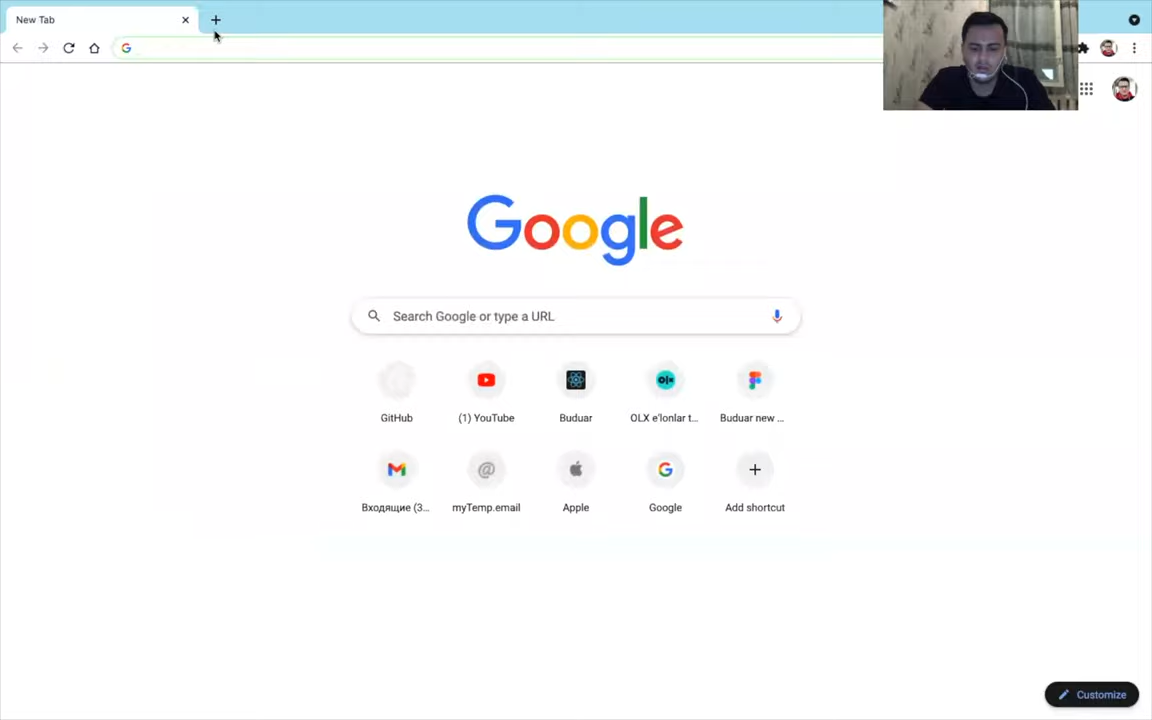 New Tab
Google
Search Google or type a URL
GitHub
(1) YouTube
Buduar
OLX e'lonlar t...
Buduar new ...
Входящие (3...
myTemp.email
Apple
Google
Add shortcut
Customize